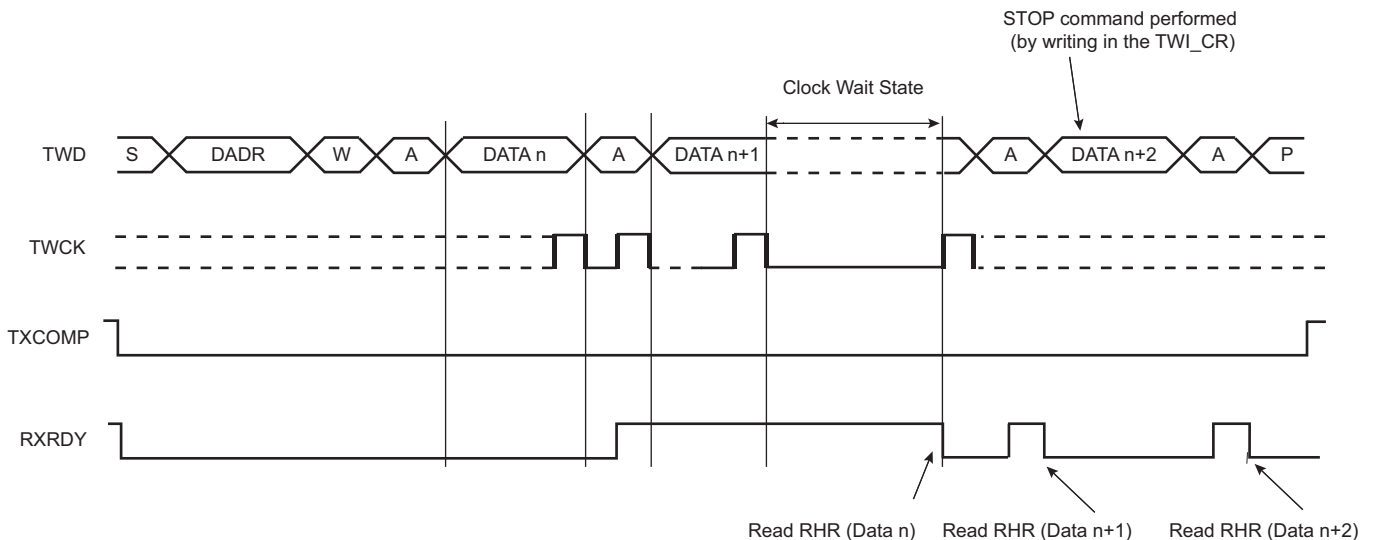 STOP command performed
(by writing in the TWI_CR)
Clock Wait State
TWD S DADR W A DATA n A DATA n+1 A DATA n+2 A P
TWCK
TXCOMP
RXRDY
Read RHR (Data n) Read RHR (Data n+1) Read RHR (Data n+2)